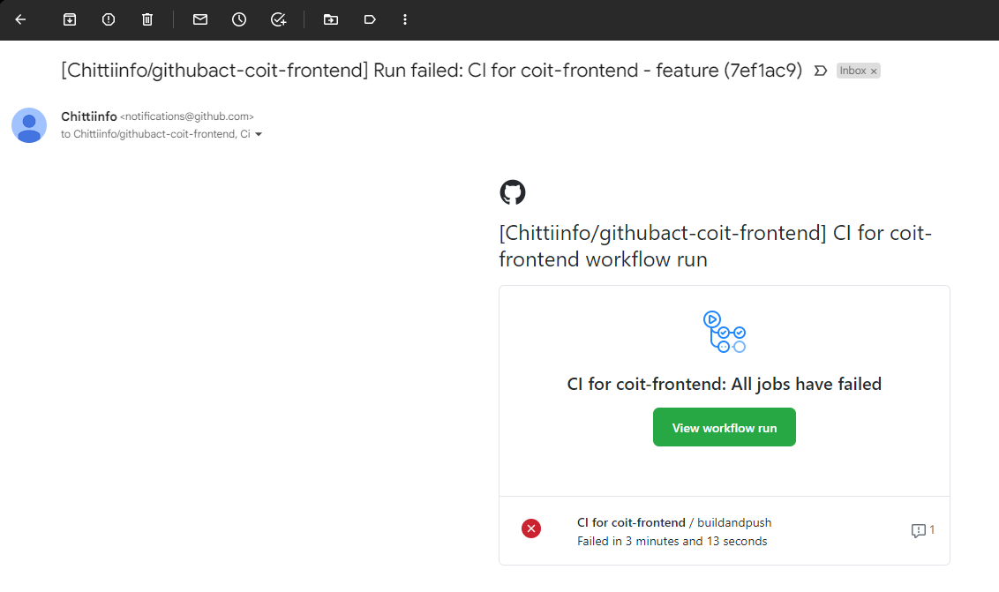 [Chittiinfo/githubact-coit-frontend] Run failed: CI for coit-frontend - feature (7ef1ac9) Inbox ×
Chittiinfo <notifications@github.com>
to Chittiinfo/githubact-coit-frontend, Ci
[Chittiinfo/githubact-coit-frontend] CI for coit-
frontend workflow run
CI for coit-frontend: All jobs have failed
View workflow run
CI for coit-frontend / buildandpush
Failed in 3 minutes and 13 seconds
1